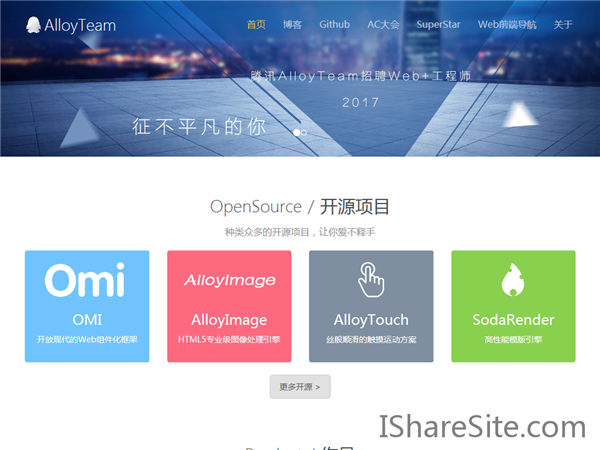 AlloyTeam
首页 博客 Github AC大会 SuperStar Web前端导航 关于
腾讯AlloyTeam招聘Web+工程师
2017
征不平凡的你
OpenSource / 开源项目
种类众多的开源项目，让你爱不释手
Omi
OMI
开放现代的Web组件化框架
AlloyImage
AlloyImage
HTML5专业级图像处理引擎
AlloyTouch
丝般顺滑的触摸运动方案
SodaRender
高性能模版引擎
更多开源 >
IShareSite.com